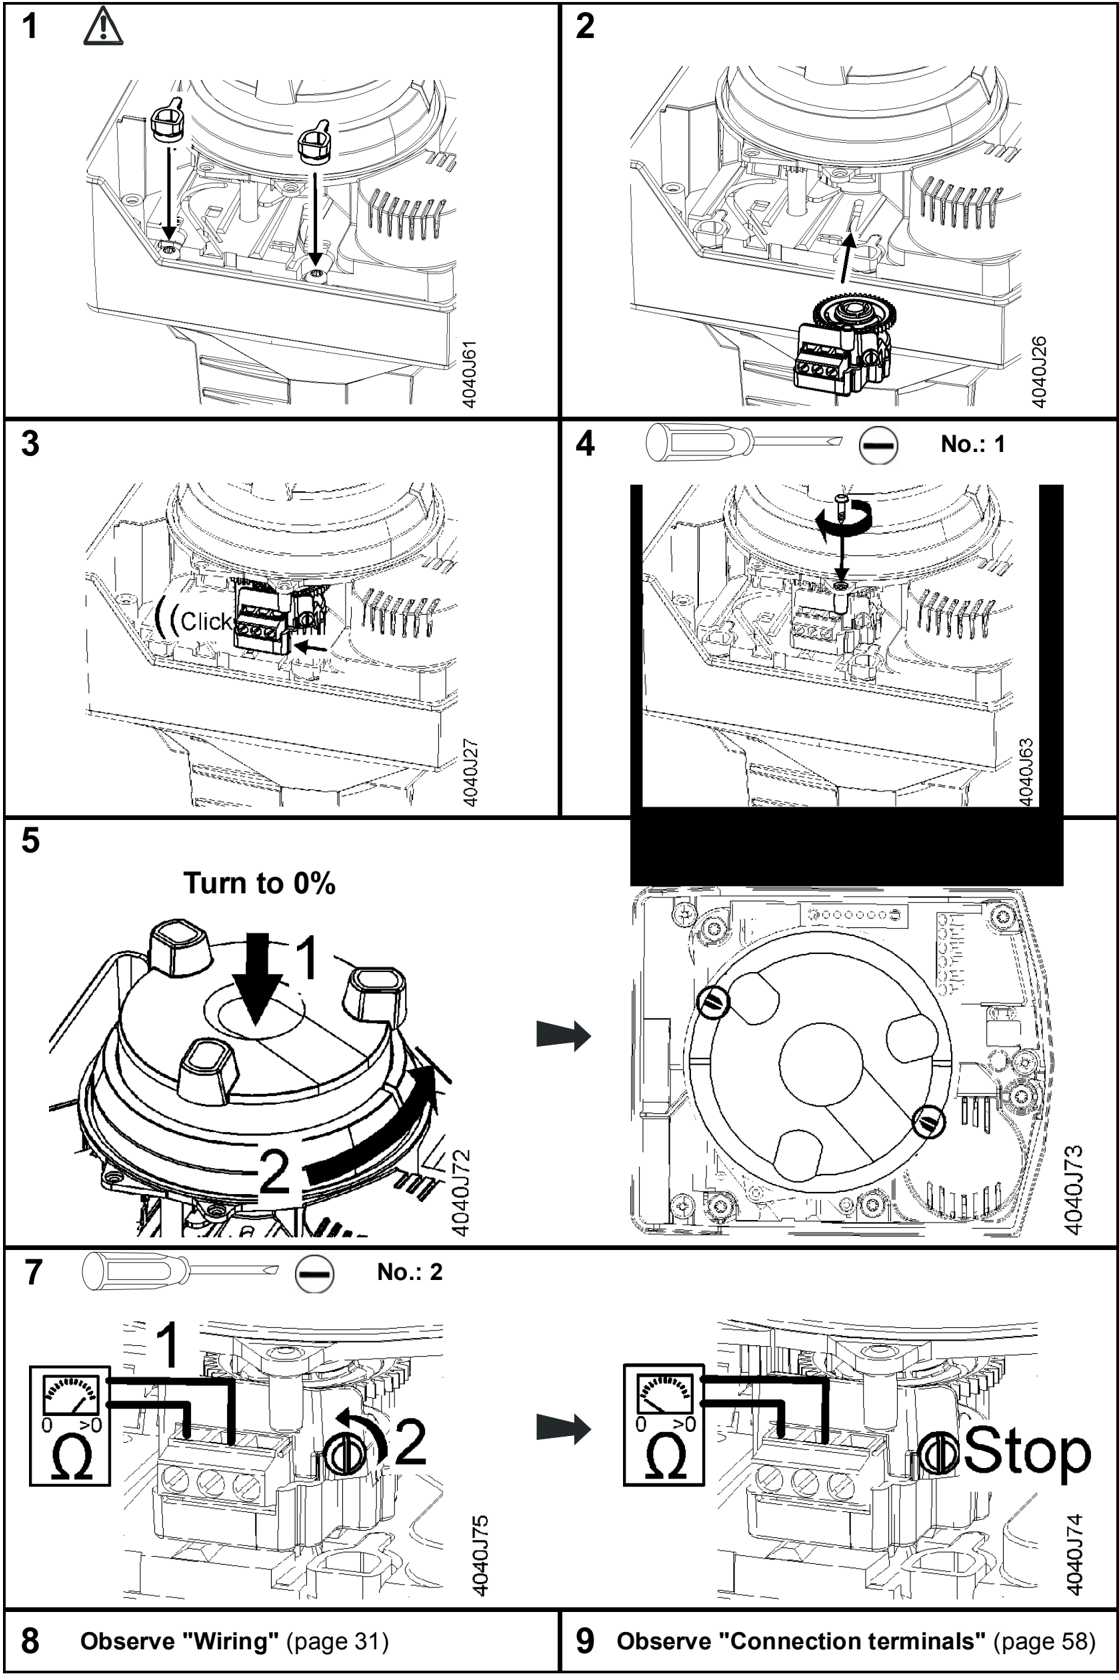 1
4040J61
2
4040J26
3
((Click
4040J27
4
No.: 1
4040J63
5
Turn to 0%
1
2
4040J72
4040J73
7
No.: 2
1
0 >0
Ω
2
4040J75
0 >0
Ω
Stop
4040J74
8 Observe "Wiring" (page 31)
9 Observe "Connection terminals" (page 58)